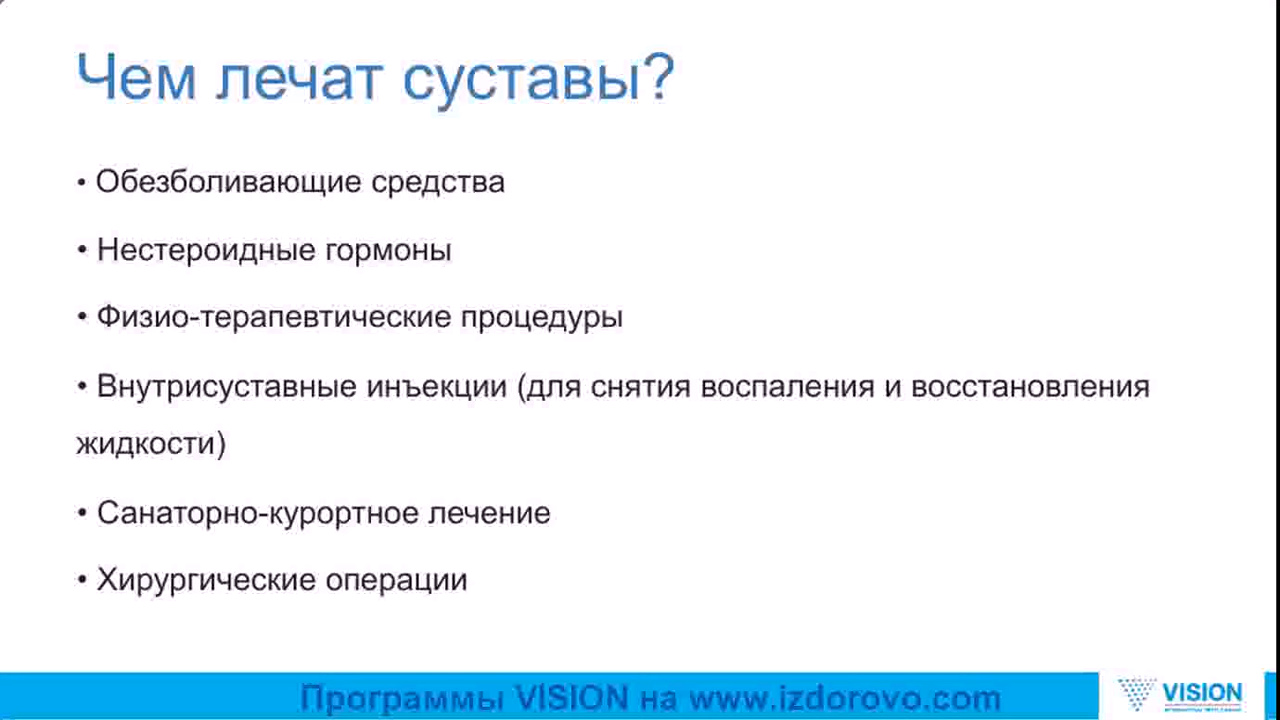 Чем лечат суставы?
• Обезболивающие средства
• Нестероидные гормоны
• Физио-терапевтические процедуры
• Внутрисуставные инъекции (для снятия воспаления и восстановления
жидкости)
• Санаторно-курортное лечение
• Хирургические операции
Программы VISION на www.izdorovo.com
VISION